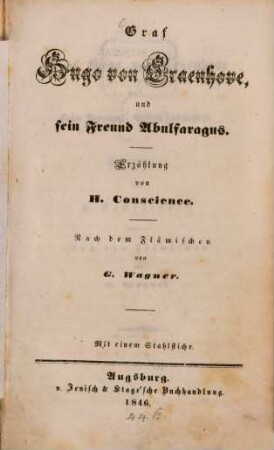 Graf
Hugo von Craenhove,
und
sein Freund Abulfaragus.
Erzählung
von
H. Conscience.
Nach dem Flämischen
von
C. Wagner.
Mit einem Stahlstiche.
Augsburg.
v. Jenisch & Stage'sche Buchhandlung.
1846.